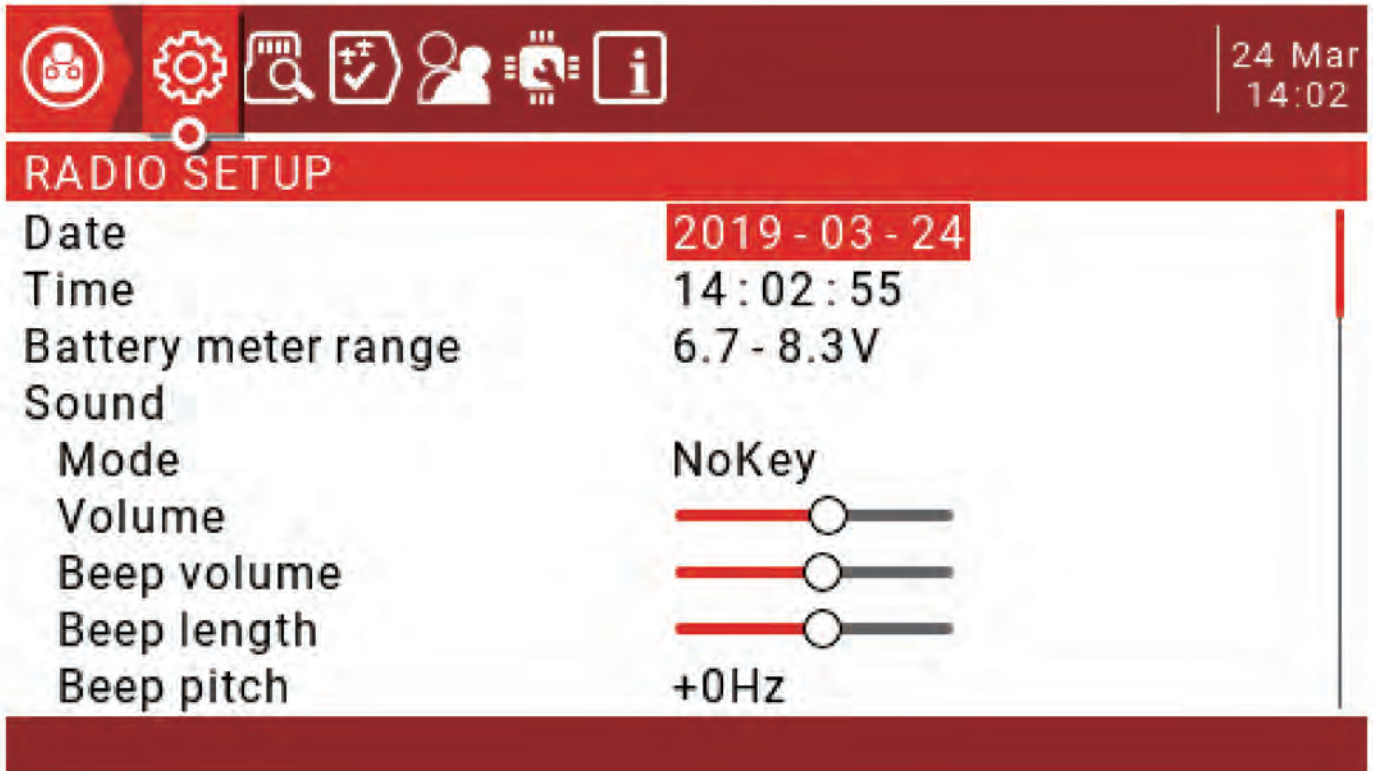 24 Mar
14:02
RADIO SETUP
Date 2019 - 03 - 24
Time 14 : 02 : 55
Battery meter range 6.7 - 8.3V
Sound
Mode NoKey
Volume
Beep volume
Beep length
Beep pitch +0Hz